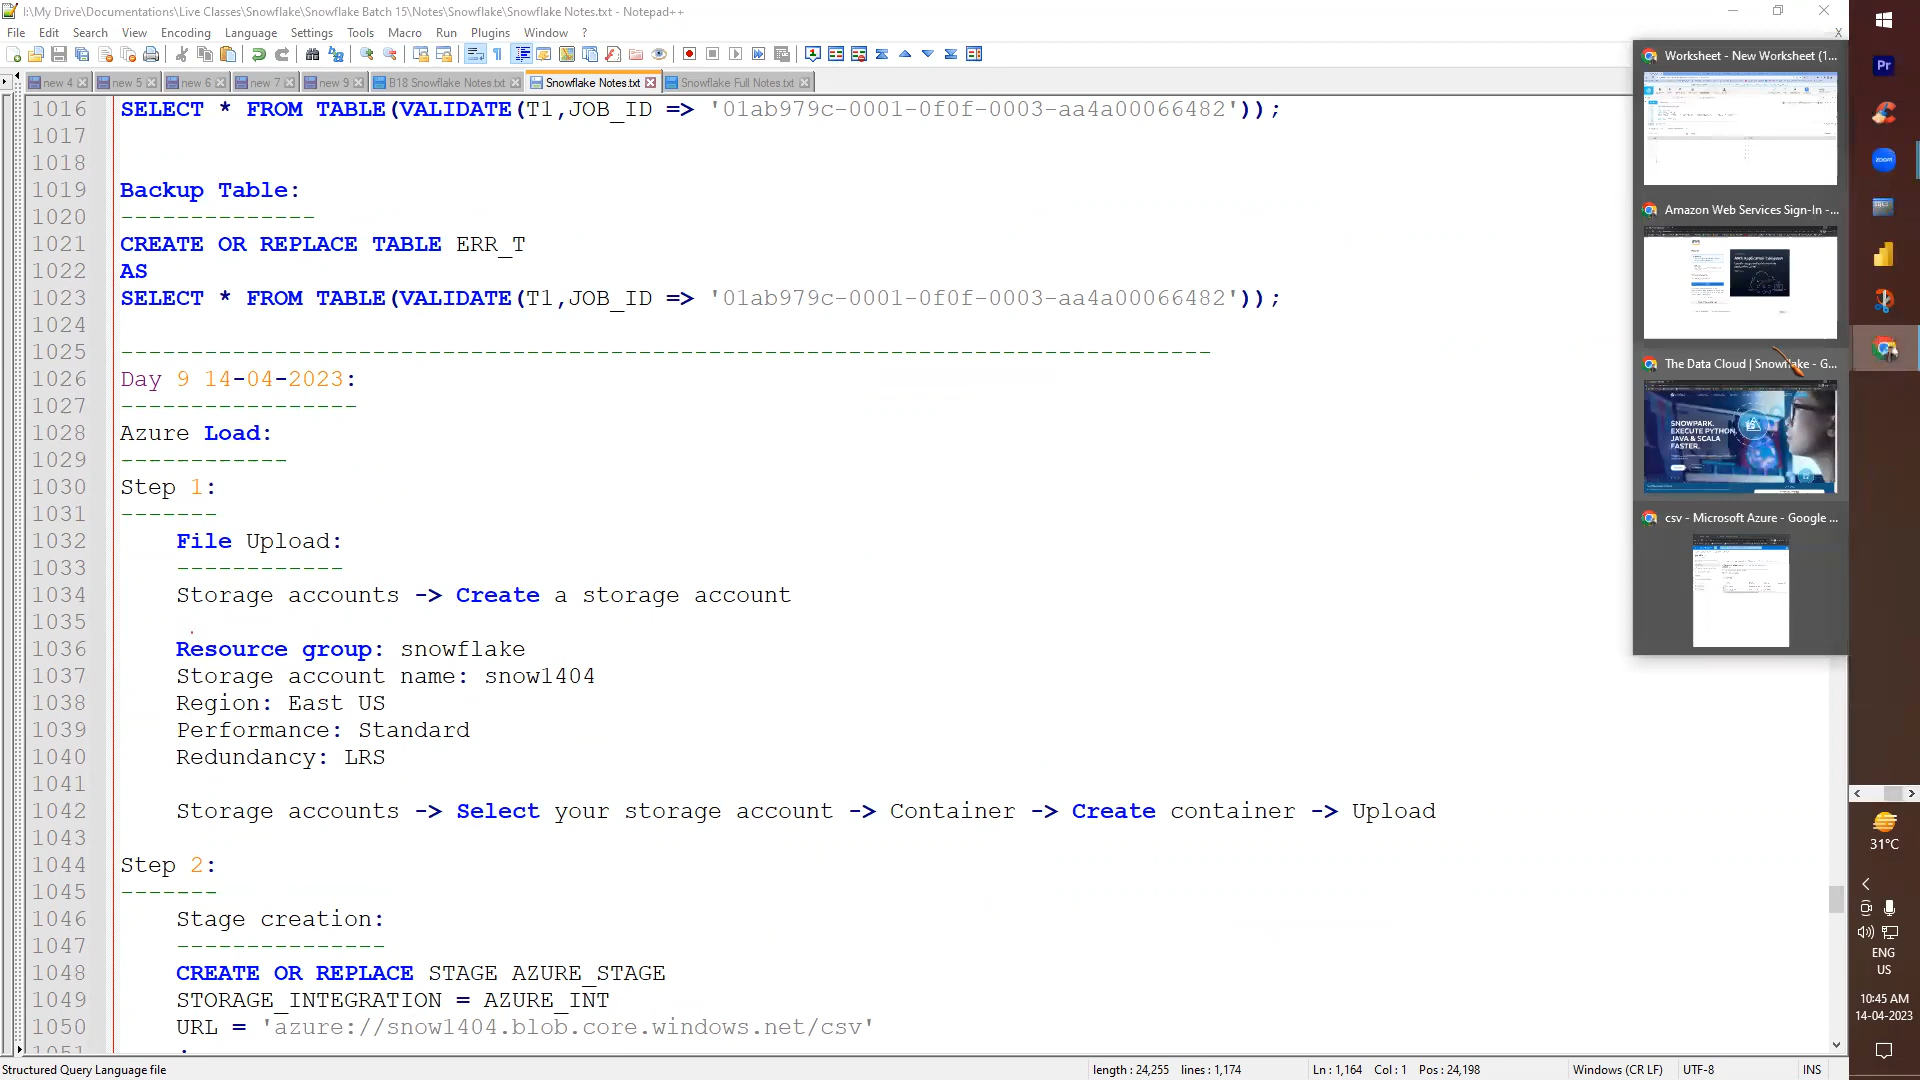 I:\My Drive\Documentations\Live Classes\Snowflake\Snowflake Batch 15\Notes\Snowflake\Snowflake Notes.txt - Notepad++
File Edit Search View Encoding Language Settings Tools Macro Run Plugins Window ?
X
new 4 new 5 new 6 new 7 new 9 B18 Snowflake Notes.txt Snowflake Notes.txt Snowflake Full Notes.txt
1016 SELECT * FROM TABLE(VALIDATE(T1,JOB_ID => '01ab979c-0001-0f0f-0003-aa4a00066482'));
1017
1018
1019 Backup Table:
1020 --------------
1021 CREATE OR REPLACE TABLE ERR_T
1022 AS
1023 SELECT * FROM TABLE(VALIDATE(T1,JOB_ID => '01ab979c-0001-0f0f-0003-aa4a00066482'));
1024
1025 ------------------------------------------------------------------------------
1026 Day 9 14-04-2023:
1027 -----------------
1028 Azure Load:
1029 ------------
1030 Step 1:
1031 -------
1032 File Upload:
1033 ------------
1034 Storage accounts -> Create a storage account
1035
1036 Resource group: snowflake
1037 Storage account name: snow1404
1038 Region: East US
1039 Performance: Standard
1040 Redundancy: LRS
1041
1042 Storage accounts -> Select your storage account -> Container -> Create container -> Upload
1043
1044 Step 2:
1045 -------
1046 Stage creation:
1047 ---------------
1048 CREATE OR REPLACE STAGE AZURE_STAGE
1049 STORAGE_INTEGRATION = AZURE_INT
1050 URL = 'azure://snow1404.blob.core.windows.net/csv'
1051 ;
Structured Query Language file length : 24,255 lines : 1,174 Ln : 1,164 Col : 1 Pos : 24,198 Windows (CR LF) UTF-8 INS
Worksheet - New Worksheet (1...
Amazon Web Services Sign-In -...
The Data Cloud | Snowflake - G...
SNOWPARK.
EXECUTE PYTHON,
JAVA & SCALA
FASTER.
csv - Microsoft Azure - Google ...
Pr
zoom
31°C
ENG
US
10:45 AM
14-04-2023